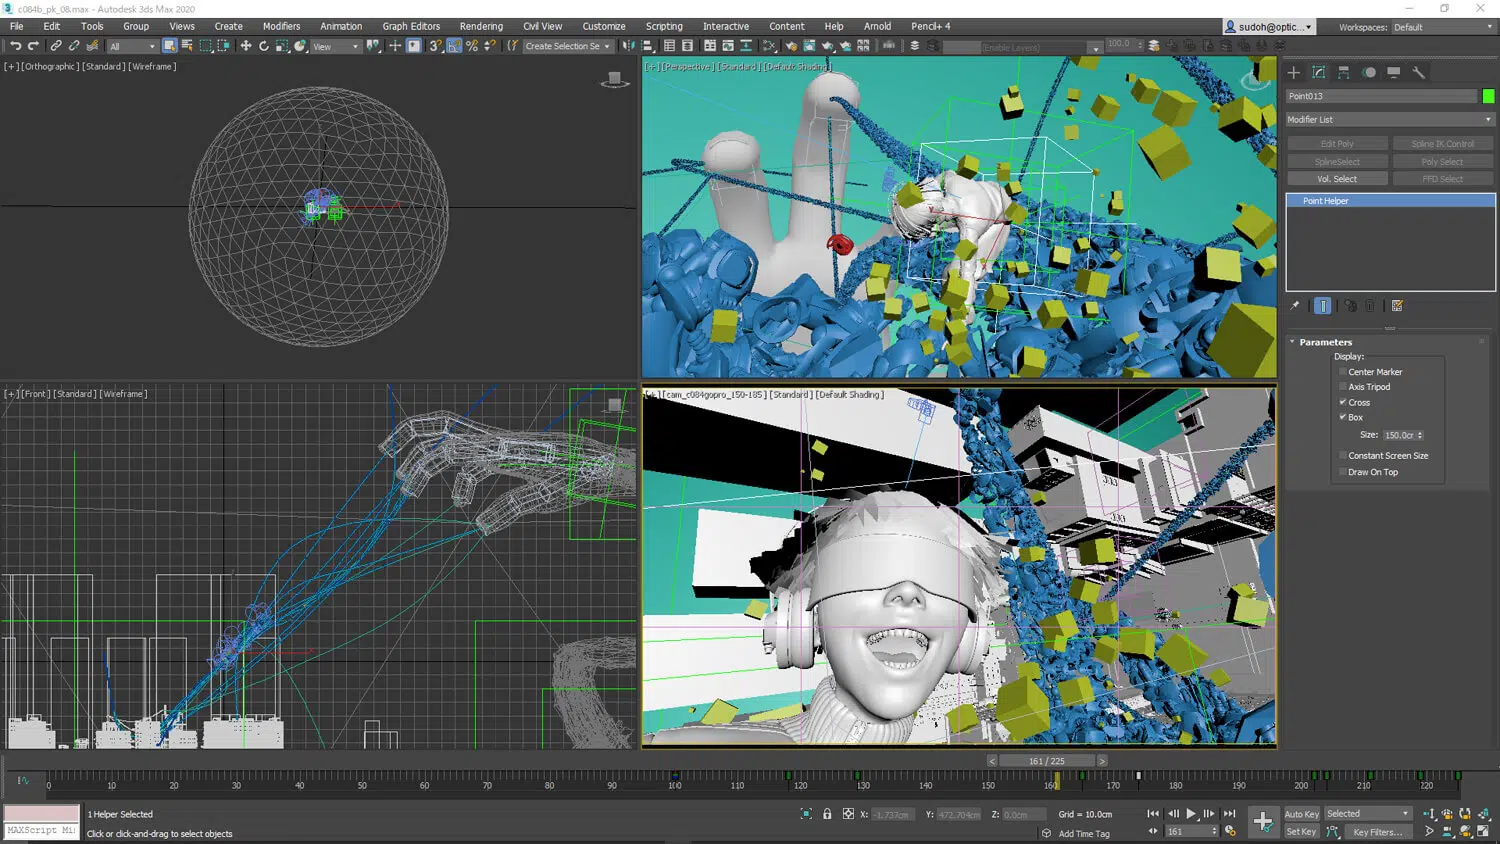 c084b_pk_08.max - Autodesk 3ds Max 2020
File Edit Tools Group Views Create Modifiers Animation Graph Editors Rendering Civil View Customize Scripting Interactive Content Help Arnold Pencil+ 4
sudoh@optic...
Workspaces: Default
All
View
Create Selection Se
(Enable Layers)
100.0
[+] [Orthographic ] [Standard ] [Wireframe ]
[+] [Perspective ] [Standard ] [Default Shading ]
Point013
Modifier List
Edit Poly
Spline IK Control
SplineSelect
Poly Select
Vol. Select
FFD Select
Point Helper
Parameters
Display:
Center Marker
Axis Tripod
Cross
Box
Size: 150.0cr
Constant Screen Size
Draw On Top
[+] [Front ] [Standard ] [Wireframe ]
[+] [cam_c084gopro_150-185 ] [Standard ] [Default Shading ]
< 161 / 225 >
0 10 20 30 40 50 60 70 80 90 100 110 120 130 140 150 160 170 180 190 200 210 220
1 Helper Selected
X: -1.737cm Y: 472.704cm Z: 0.0cm Grid = 10.0cm
Auto Key
Selected
MAXScript Mi
Click or click-and-drag to select objects
Add Time Tag
161
Set Key
Key Filters...